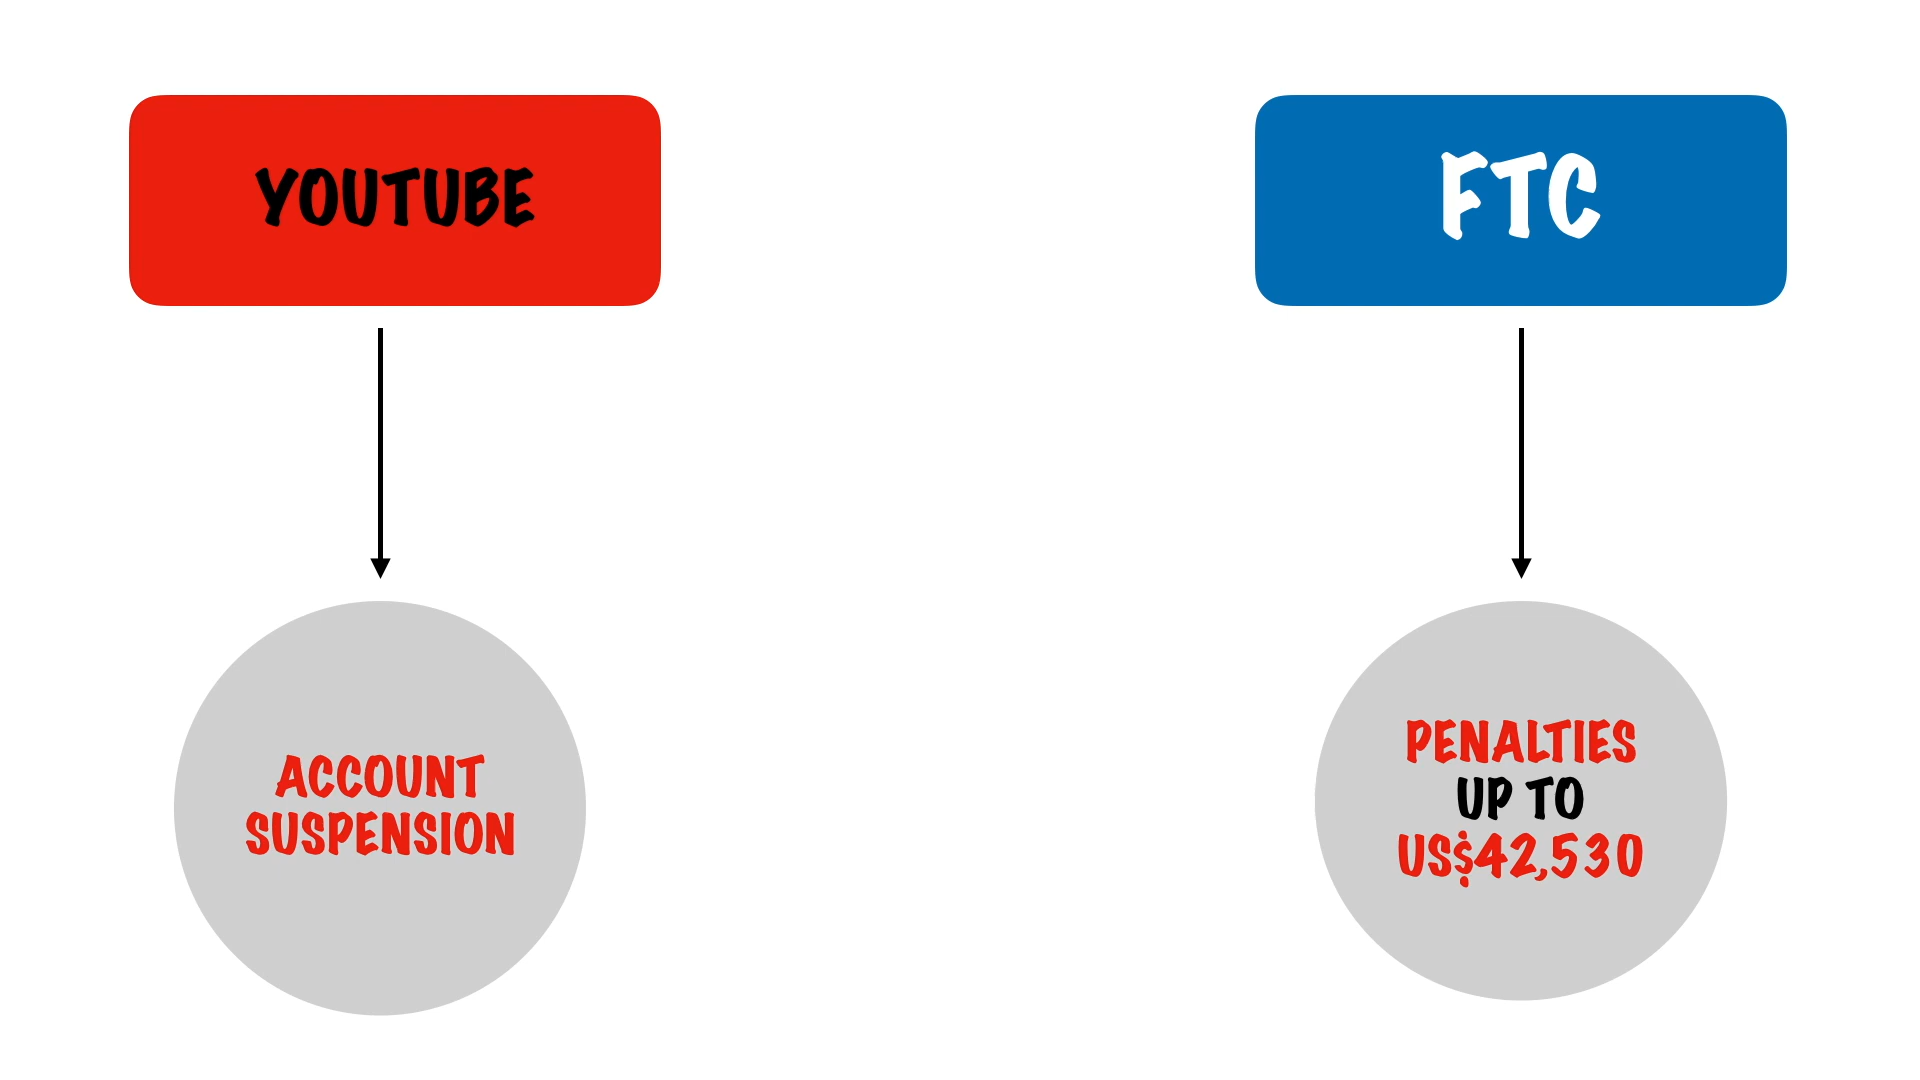 YOUTUBE
FTC
ACCOUNT
SUSPENSION
PENALTIES
UP TO
US$42,530